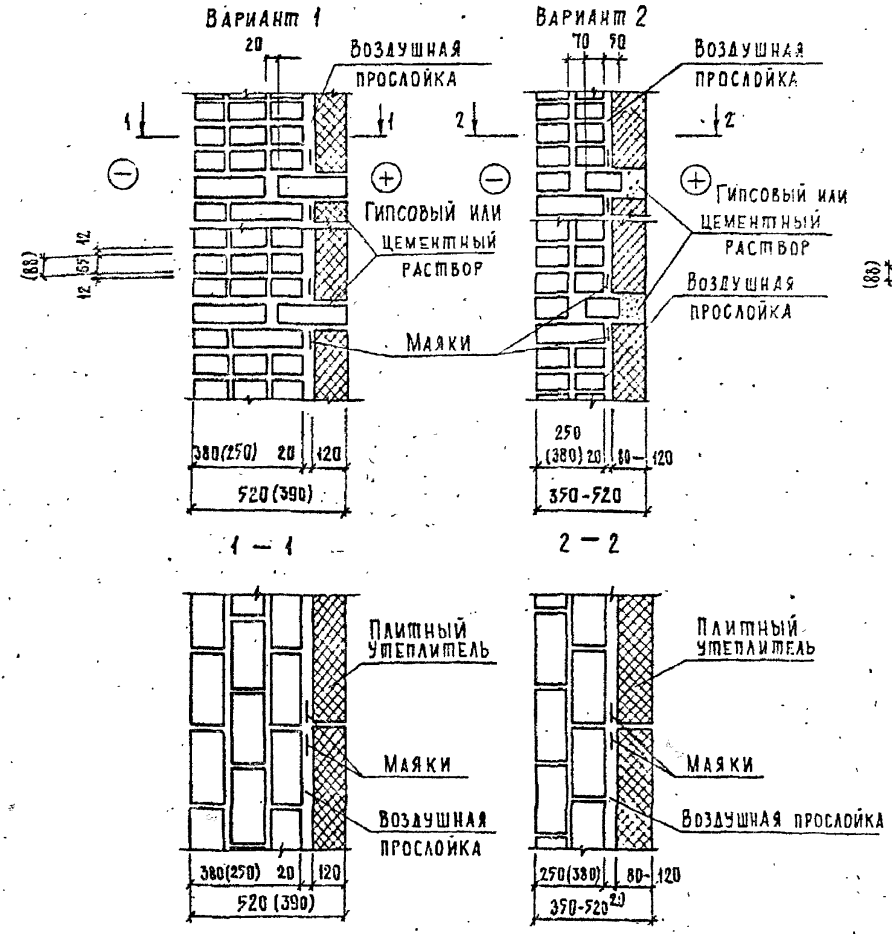 Вариант 1
20
Воздушная
прослойка
1
1
Гипсовый или
цементный
раствор
(88)
12
65
12
Маяки
380(250) 20 120
520 (390)
Вариант 2
70 50
Воздушная
прослойка
2
2
Гипсовый или
цементный
раствор
Воздушная
прослойка
(88)
250
(380) 20 80-120
350-520
1 - 1
Плитный
утеплитель
Маяки
Воздушная
прослойка
380(250) 20 120
520 (390)
2 - 2
Плитный
утеплитель
Маяки
Воздушная прослойка
250(380) 80-120
350-520 20